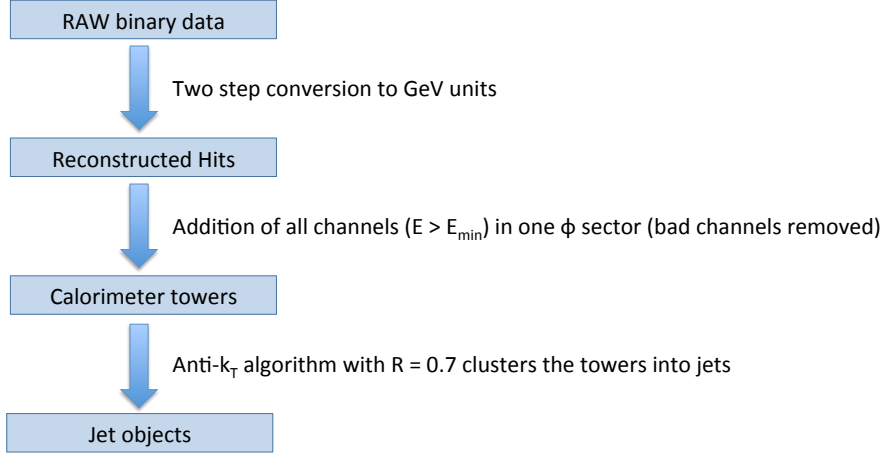 RAW binary data
Two step conversion to GeV units
Reconstructed Hits
Addition of all channels (E > Emin) in one ϕ sector (bad channels removed)
Calorimeter towers
Anti-kT algorithm with R = 0.7 clusters the towers into jets
Jet objects